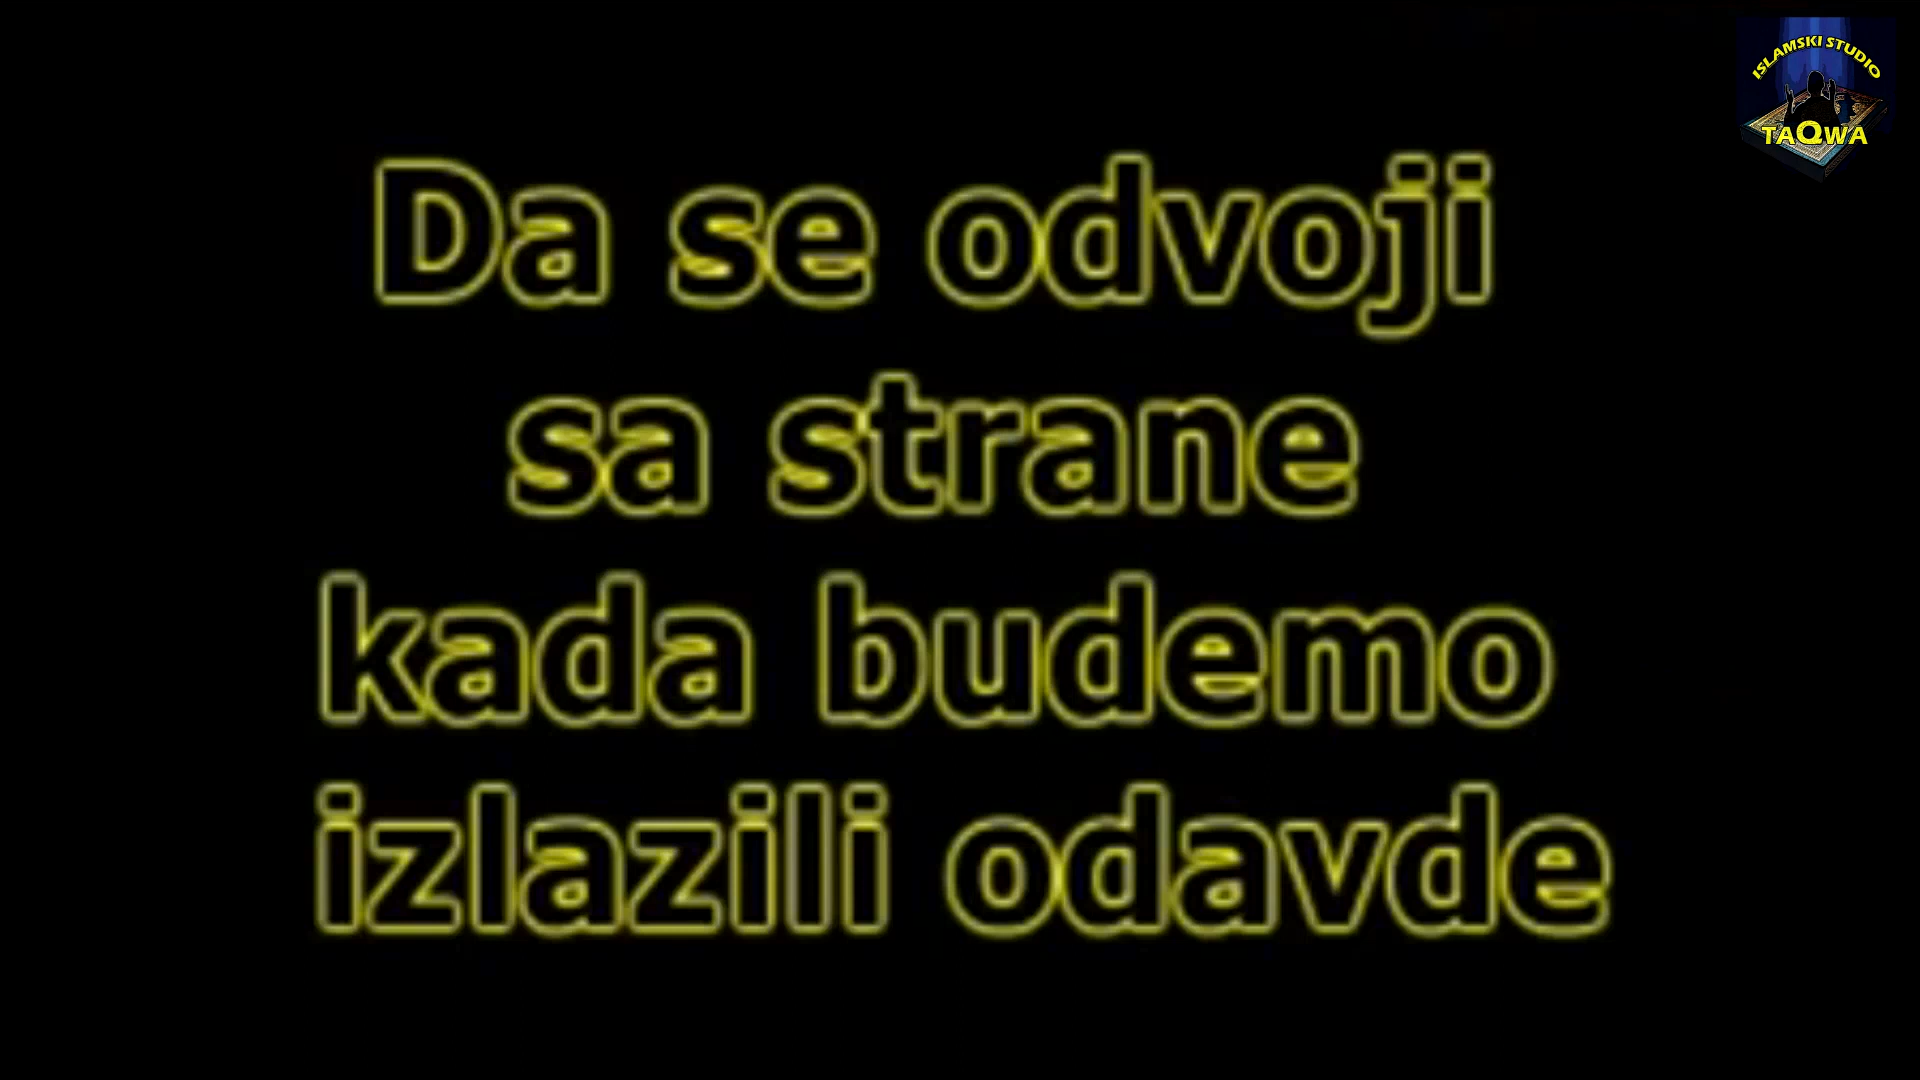 ISLAMSKI STUDIO
TAQWA
Da se odvoji
sa strane
kada budemo
izlazili odavde